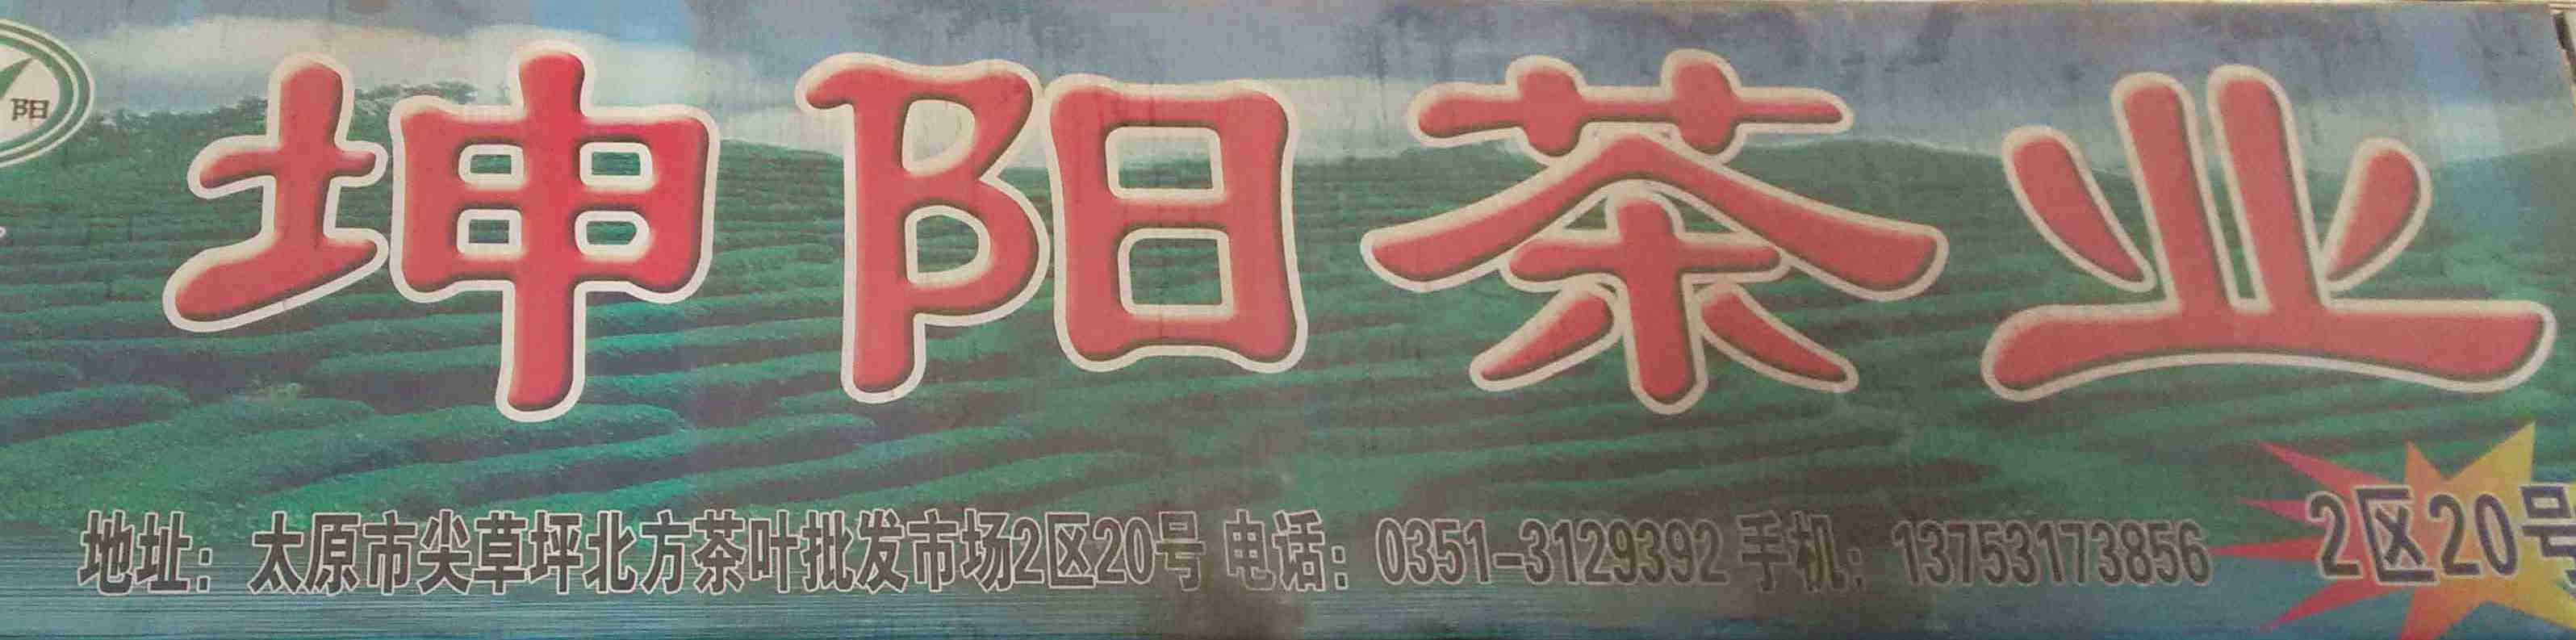 阳
坤阳茶业
地址：太原市尖草坪北方茶叶批发市场2区20号 电话：0351-3129392 手机：13753173856
2区20号